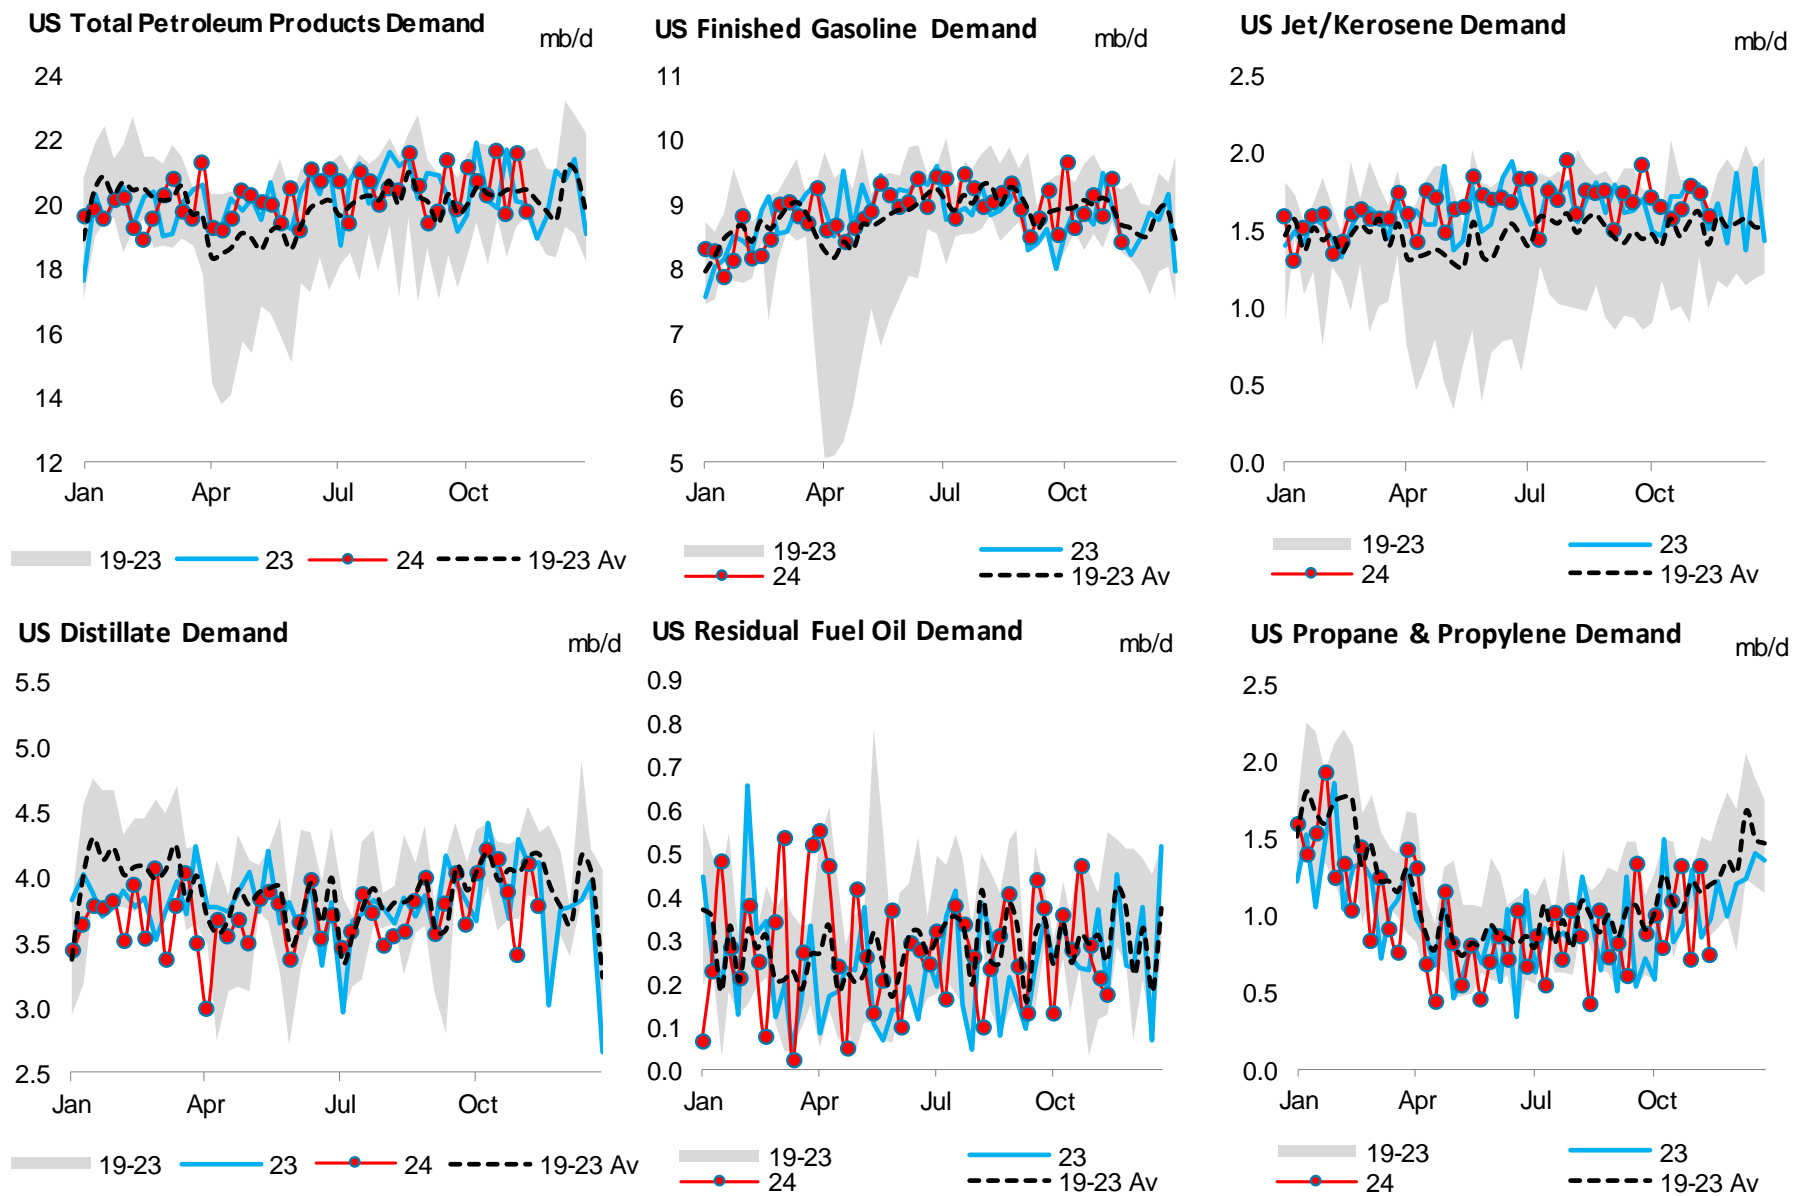 US Total Petroleum Products Demand
mb/d
24
22
20
18
16
14
12
Jan
Apr
Jul
Oct
19-23
23
24
19-23 Av
US Finished Gasoline Demand
mb/d
11
10
9
8
7
6
5
Jan
Apr
Jul
Oct
19-23
23
24
19-23 Av
US Jet/Kerosene Demand
mb/d
2.5
2.0
1.5
1.0
0.5
0.0
Jan
Apr
Jul
Oct
19-23
23
24
19-23 Av
US Distillate Demand
mb/d
5.5
5.0
4.5
4.0
3.5
3.0
2.5
Jan
Apr
Jul
Oct
19-23
23
24
19-23 Av
US Residual Fuel Oil Demand
mb/d
0.9
0.8
0.7
0.6
0.5
0.4
0.3
0.2
0.1
0.0
Jan
Apr
Jul
Oct
19-23
23
24
19-23 Av
US Propane & Propylene Demand
mb/d
2.5
2.0
1.5
1.0
0.5
0.0
Jan
Apr
Jul
Oct
19-23
23
24
19-23 Av